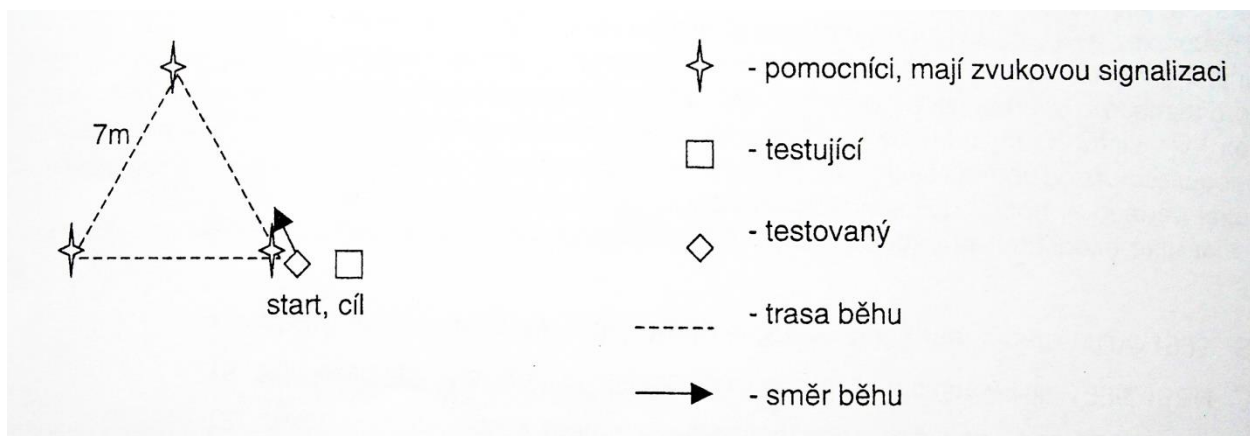 7m
start, cíl
- pomocníci, mají zvukovou signalizaci
- testující
- testovaný
- trasa běhu
- směr běhu